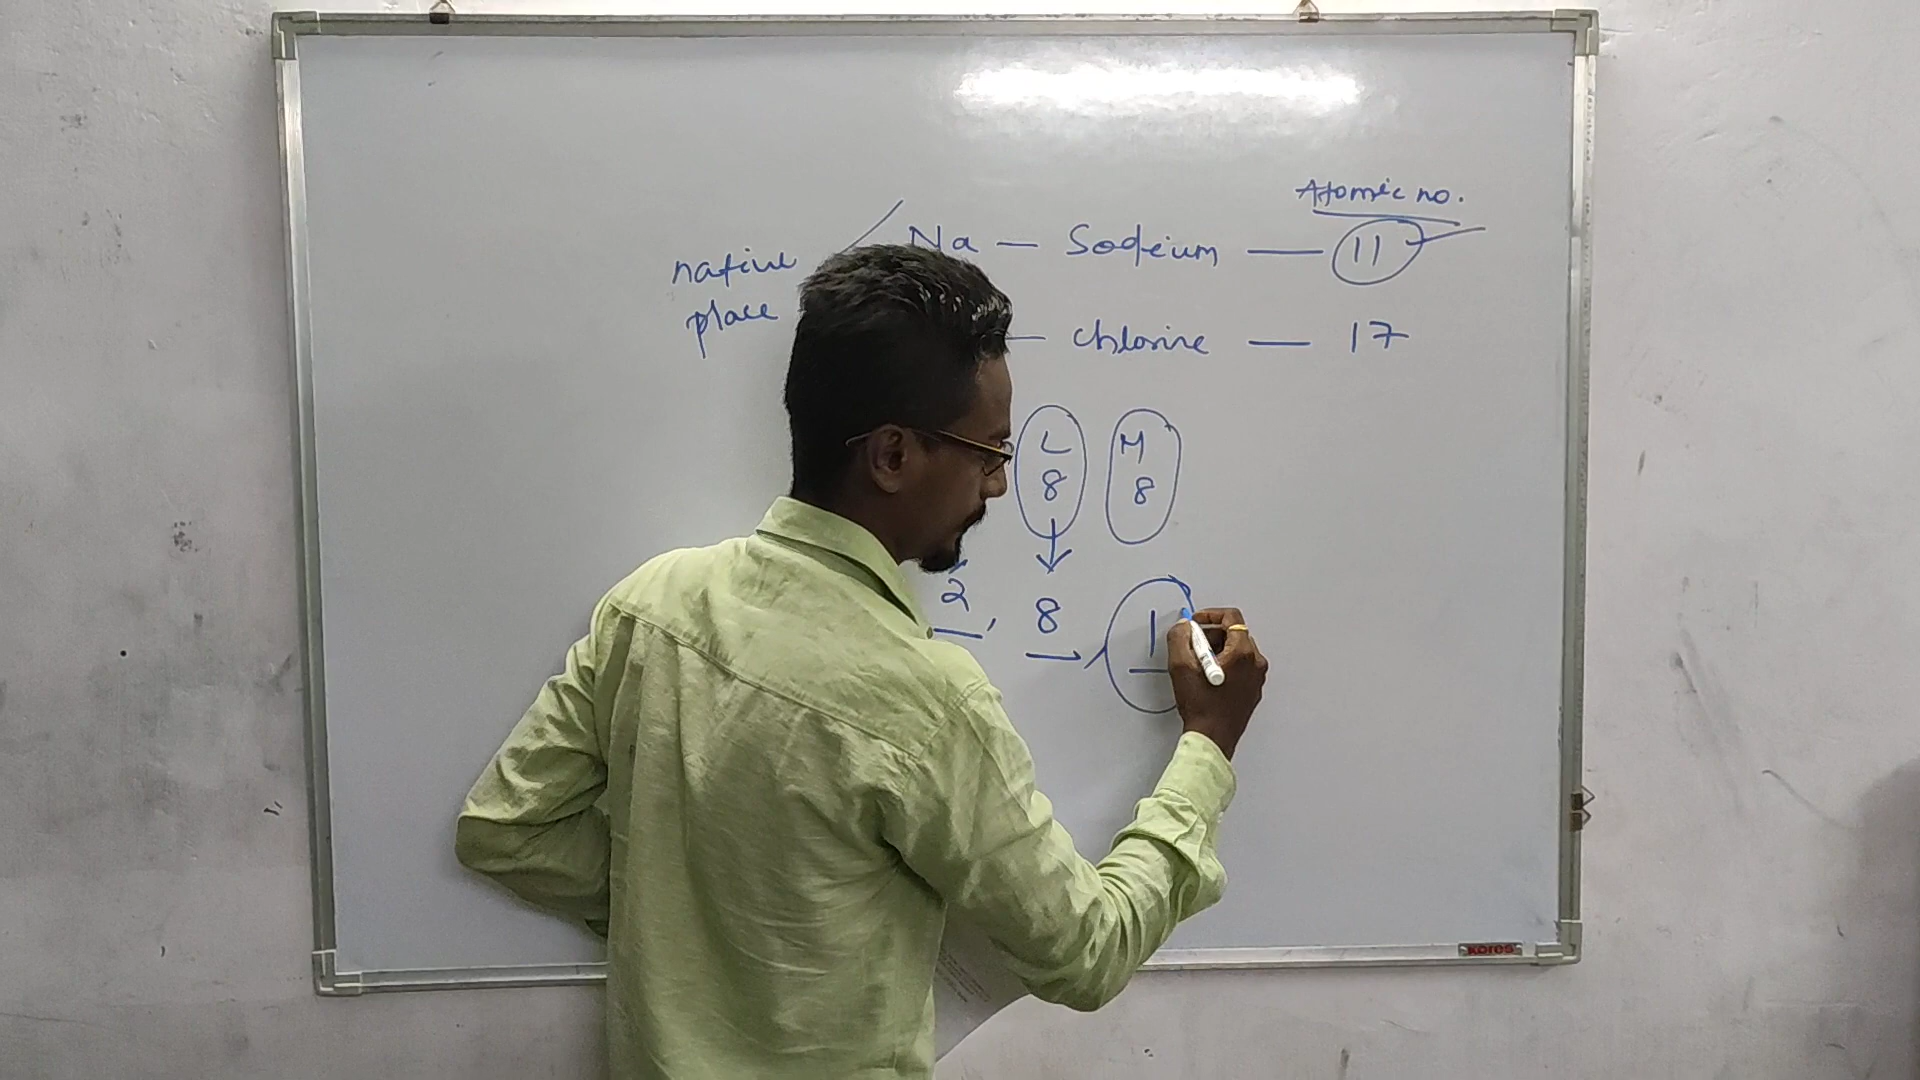 Atomic no.
Na — Sodium — 11
native
place
— chlorine — 17
L M
8 8
2, 8, 1
kores